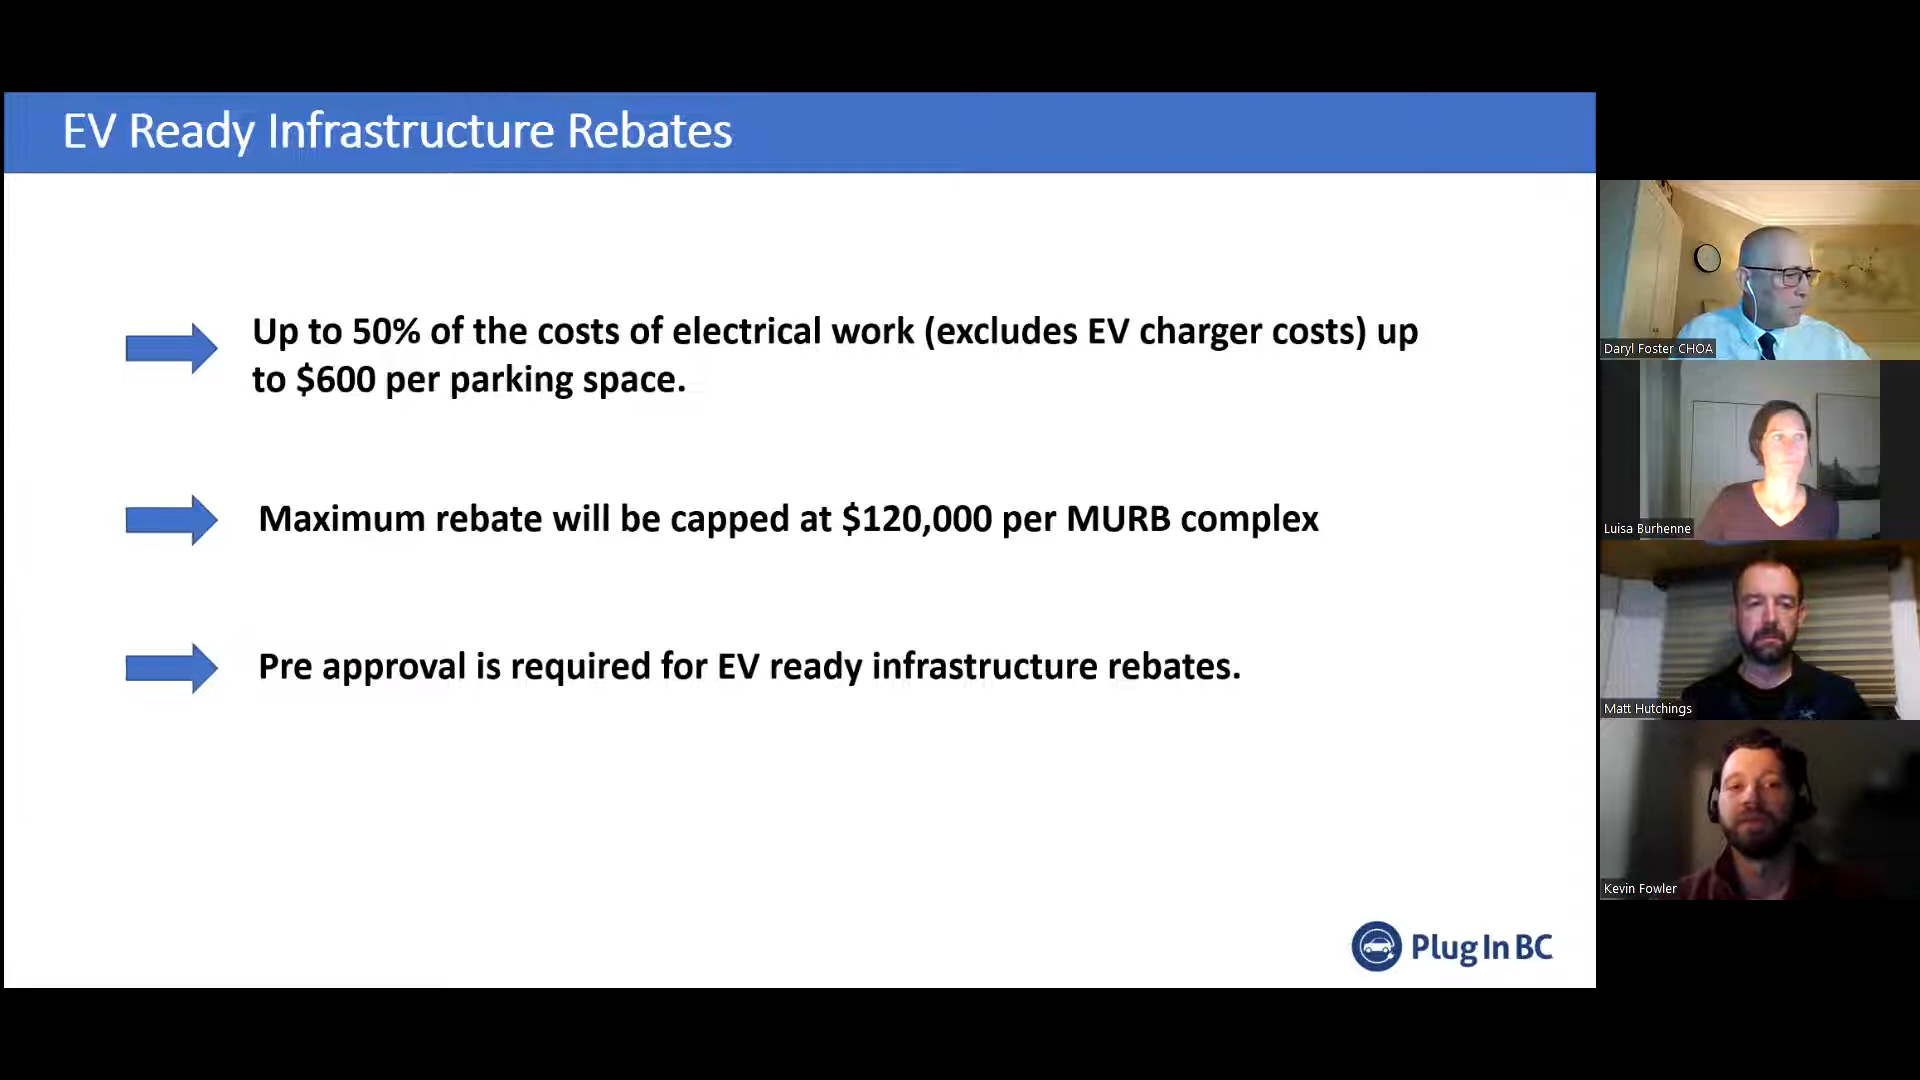 EV Ready Infrastructure Rebates
Up to 50% of the costs of electrical work (excludes EV charger costs) up
to $600 per parking space.
Maximum rebate will be capped at $120,000 per MURB complex
Pre approval is required for EV ready infrastructure rebates.
Plug In BC
Daryl Foster CHOA
Luisa Burhenne
Matt Hutchings
Kevin Fowler